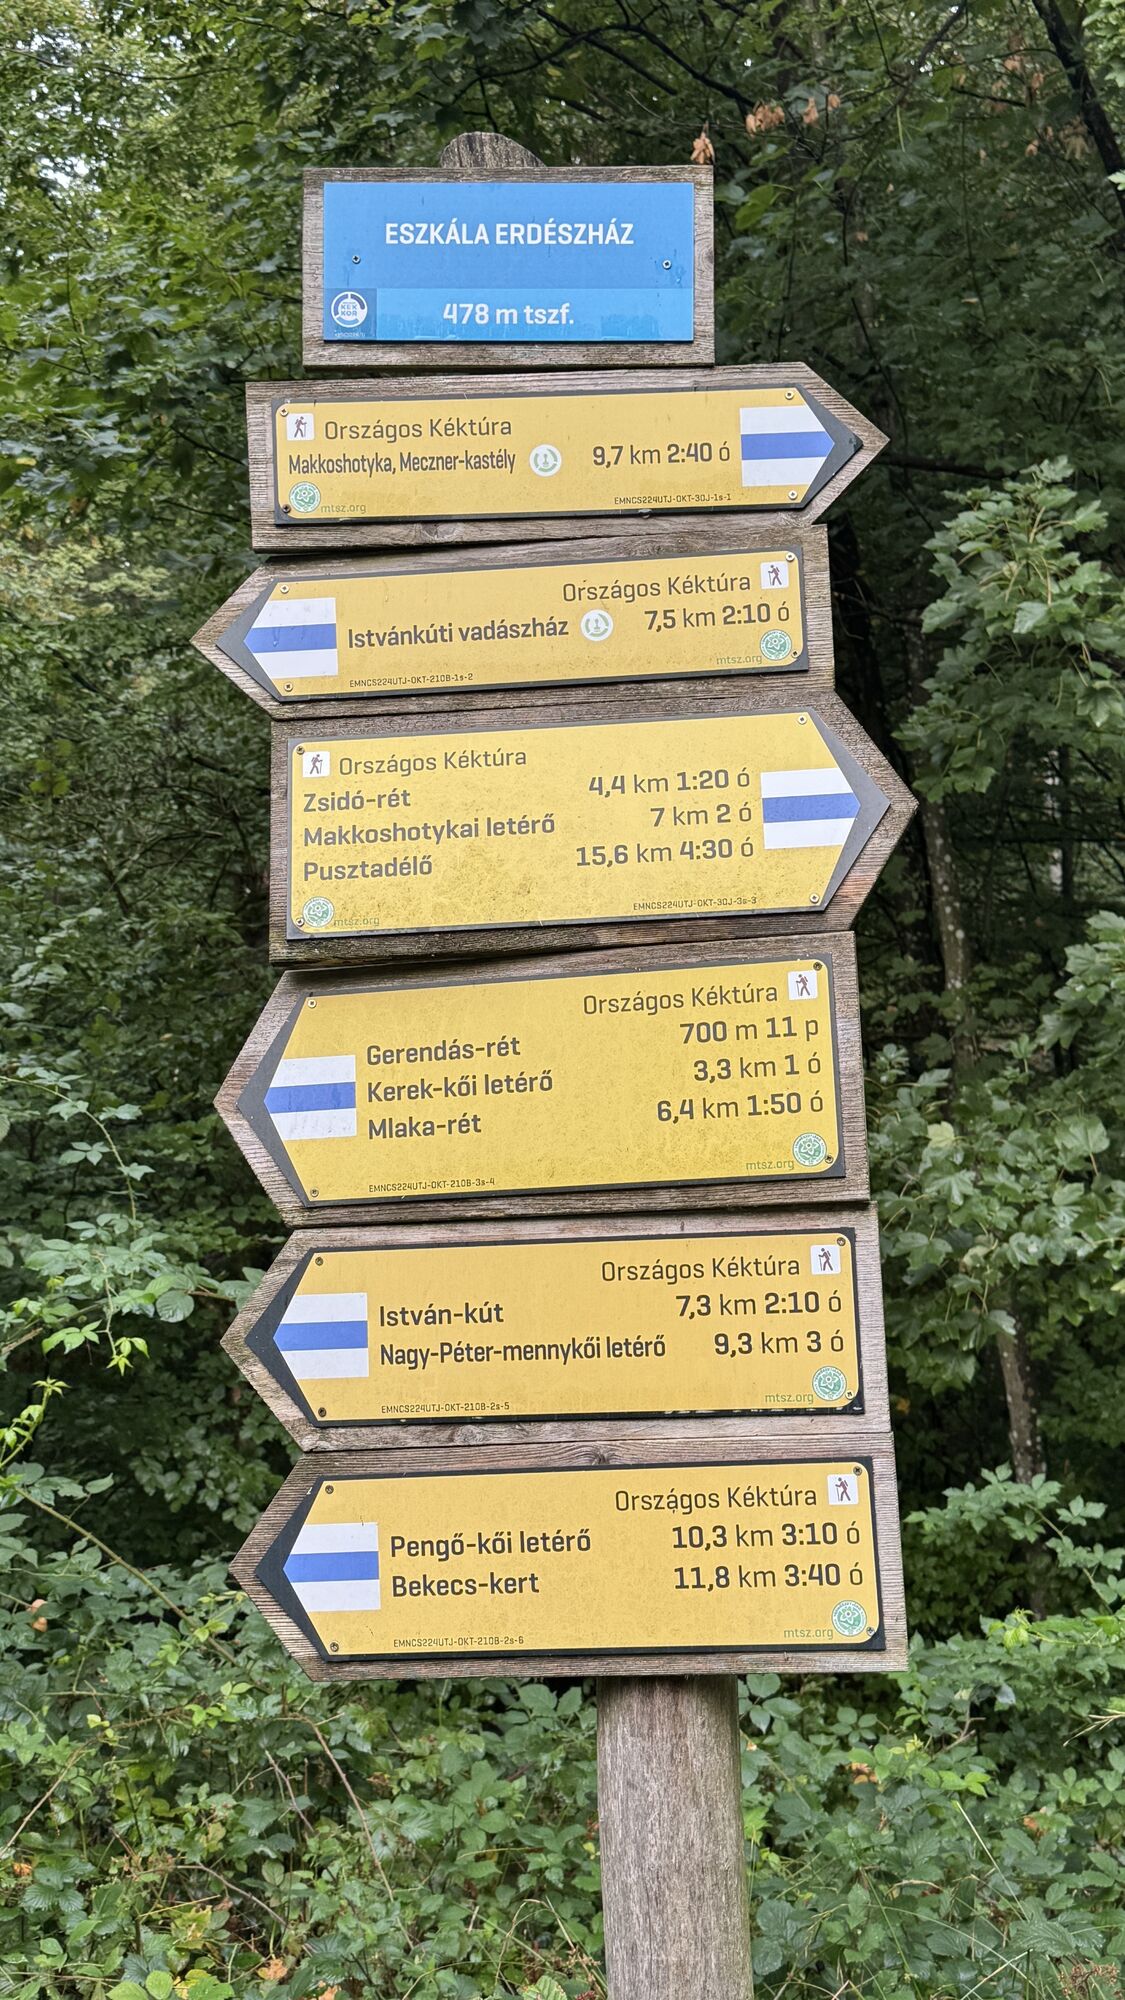 ESZKÁLA ERDÉSZHÁZ
KÉK
KÖR
478 m tszf.
Országos Kéktúra
Makkoshotyka, Meczner-kastély 9,7 km 2:40 ó
mtsz.org
EMNCS224UTJ-OKT-30J-1s-1
Országos Kéktúra
Istvánkúti vadászház 7,5 km 2:10 ó
mtsz.org
EMNCS224UTJ-OKT-210B-1s-2
Országos Kéktúra
Zsidó-rét 4,4 km 1:20 ó
Makkoshotykai letérő 7 km 2 ó
Pusztadélő 15,6 km 4:30 ó
mtsz.org
EMNCS224UTJ-OKT-30J-3s-3
Országos Kéktúra
Gerendás-rét 700 m 11 p
Kerek-kői letérő 3,3 km 1 ó
Mlaka-rét 6,4 km 1:50 ó
mtsz.org
EMNCS224UTJ-OKT-210B-3s-4
Országos Kéktúra
István-kút 7,3 km 2:10 ó
Nagy-Péter-mennykői letérő 9,3 km 3 ó
mtsz.org
EMNCS224UTJ-OKT-210B-2s-5
Országos Kéktúra
Pengő-kői letérő 10,3 km 3:10 ó
Bekecs-kert 11,8 km 3:40 ó
mtsz.org
EMNCS224UTJ-OKT-210B-2s-6